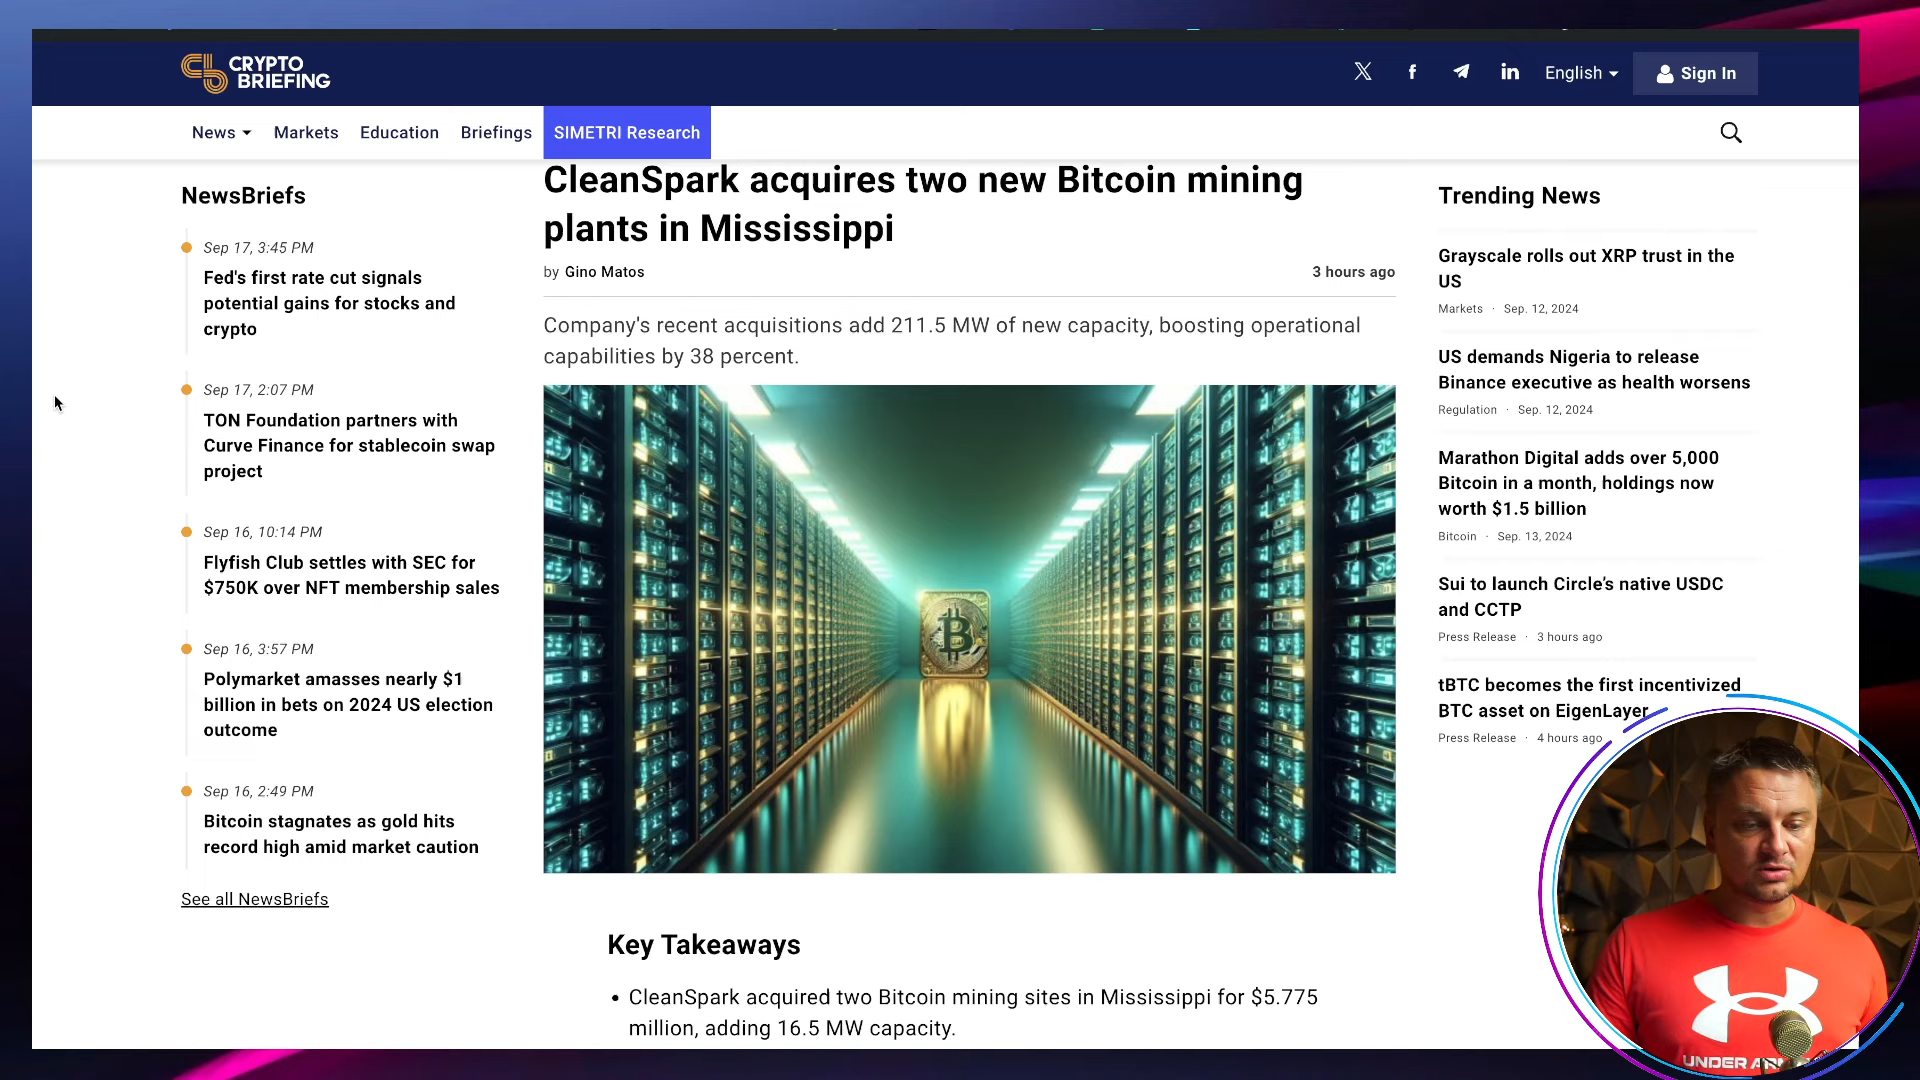 CRYPTO
BRIEFING
English
Sign In
News
Markets
Education
Briefings
SIMETRI Research
NewsBriefs
Sep 17, 3:45 PM
Fed's first rate cut signals
potential gains for stocks and
crypto
Sep 17, 2:07 PM
TON Foundation partners with
Curve Finance for stablecoin swap
project
Sep 16, 10:14 PM
Flyfish Club settles with SEC for
$750K over NFT membership sales
Sep 16, 3:57 PM
Polymarket amasses nearly $1
billion in bets on 2024 US election
outcome
Sep 16, 2:49 PM
Bitcoin stagnates as gold hits
record high amid market caution
See all NewsBriefs
CleanSpark acquires two new Bitcoin mining
plants in Mississippi
by Gino Matos
3 hours ago
Company's recent acquisitions add 211.5 MW of new capacity, boosting operational
capabilities by 38 percent.
Key Takeaways
• CleanSpark acquired two Bitcoin mining sites in Mississippi for $5.775
million, adding 16.5 MW capacity.
Trending News
Grayscale rolls out XRP trust in the
US
Markets · Sep. 12, 2024
US demands Nigeria to release
Binance executive as health worsens
Regulation · Sep. 12, 2024
Marathon Digital adds over 5,000
Bitcoin in a month, holdings now
worth $1.5 billion
Bitcoin · Sep. 13, 2024
Sui to launch Circle’s native USDC
and CCTP
Press Release · 3 hours ago
tBTC becomes the first incentivized
BTC asset on EigenLayer
Press Release · 4 hours ago
UNDER